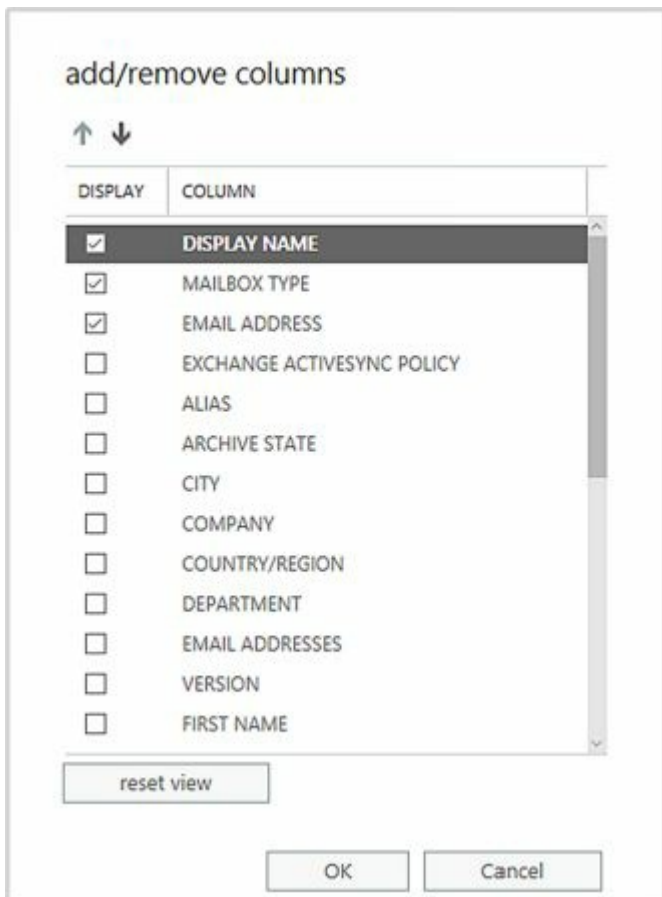 add/remove columns
DISPLAY COLUMN
DISPLAY NAME
MAILBOX TYPE
EMAIL ADDRESS
EXCHANGE ACTIVESYNC POLICY
ALIAS
ARCHIVE STATE
CITY
COMPANY
COUNTRY/REGION
DEPARTMENT
EMAIL ADDRESSES
VERSION
FIRST NAME
reset view
OK Cancel